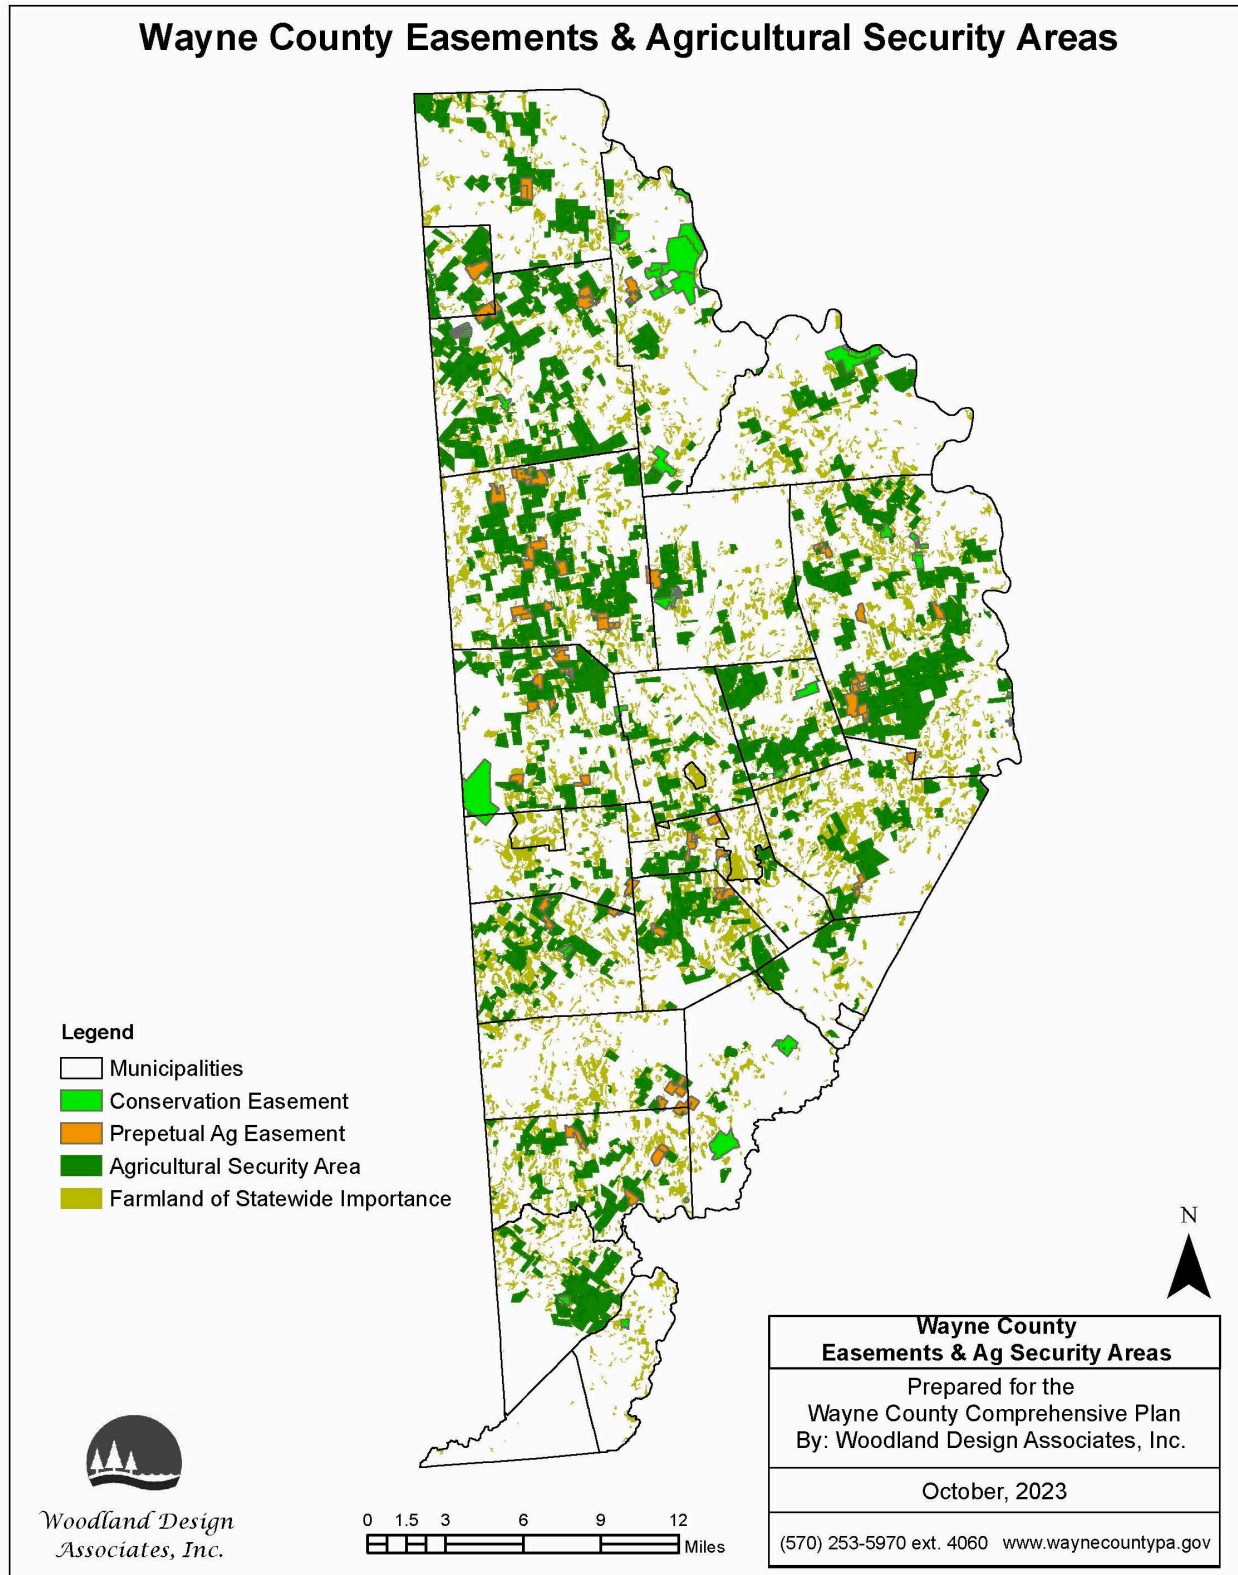 Wayne County Easements & Agricultural Security Areas
Legend
Municipalities
Conservation Easement
Prepetual Ag Easement
Agricultural Security Area
Farmland of Statewide Importance
N
Wayne County
Easements & Ag Security Areas
Prepared for the
Wayne County Comprehensive Plan
By: Woodland Design Associates, Inc.
October, 2023
(570) 253-5970 ext. 4060 www.waynecountypa.gov
Woodland Design
Associates, Inc.
0 1.5 3 6 9 12
Miles